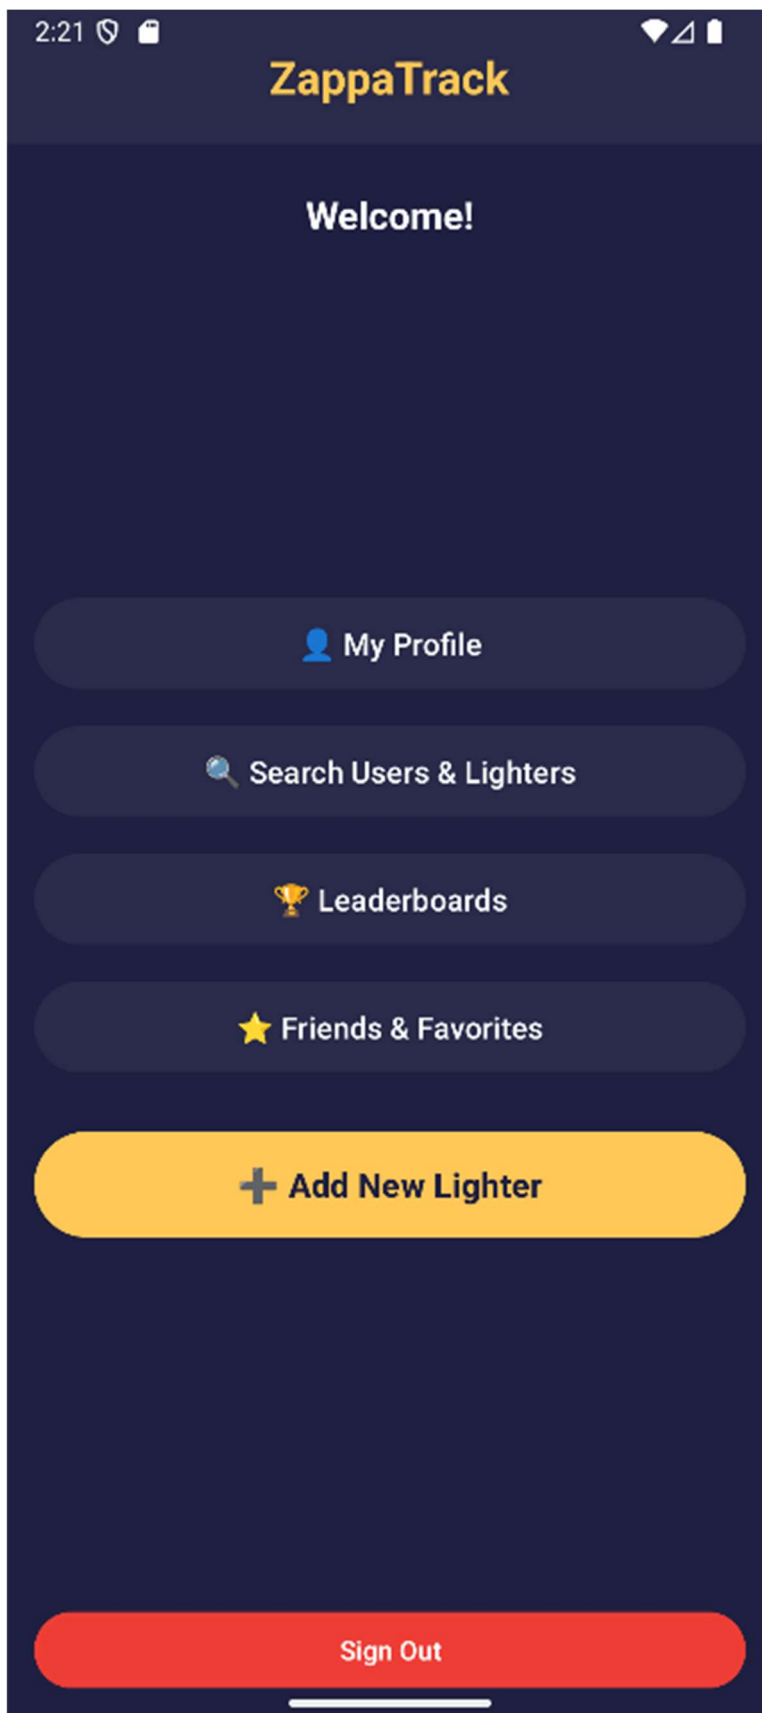 2:21
ZappaTrack
Welcome!
👤 My Profile
🔍 Search Users & Lighters
🏆 Leaderboards
⭐ Friends & Favorites
➕ Add New Lighter
Sign Out